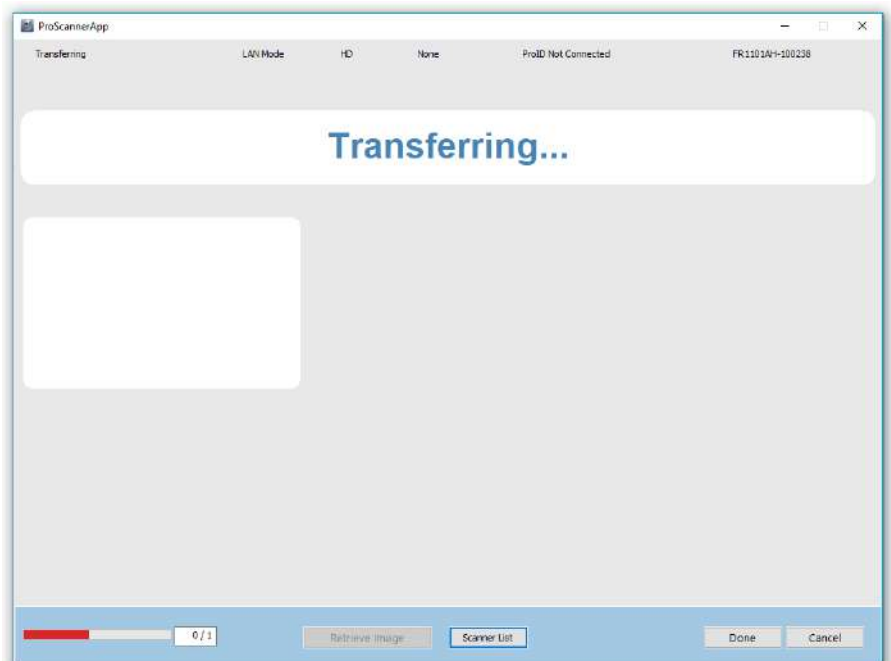 ProScannerApp
Transferring LAN Mode HD None ProID Not Connected FR1101AH-100238
Transferring...
0/1 Retrieve Image Scanner List Done Cancel